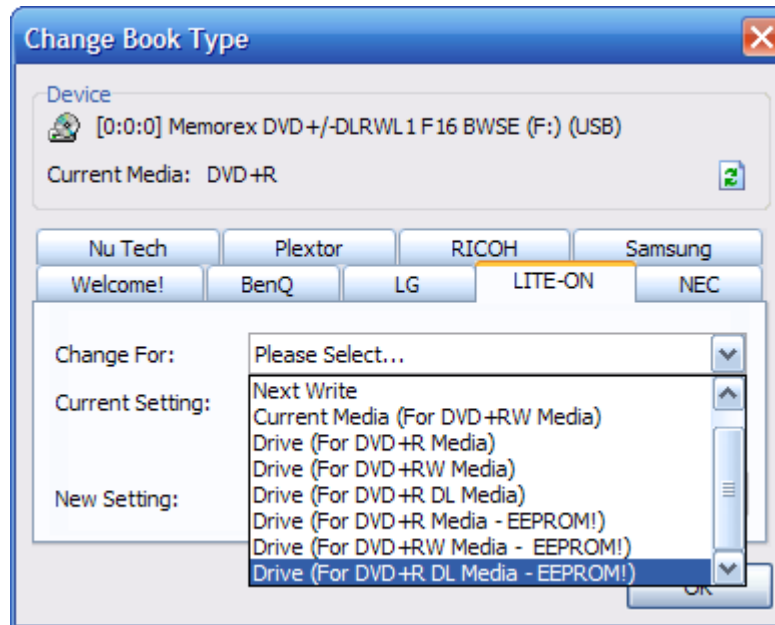 Change Book Type
Device
[0:0:0] Memorex DVD+/-DLRWL1 F16 BWSE (F:) (USB)
Current Media: DVD+R
Nu Tech Plextor RICOH Samsung
Welcome! BenQ LG LITE-ON NEC
Change For: Please Select...
Next Write
Current Setting: Current Media (For DVD+RW Media)
Drive (For DVD+R Media)
Drive (For DVD+RW Media)
Drive (For DVD+R DL Media)
New Setting: Drive (For DVD+R Media - EEPROM!)
Drive (For DVD+RW Media - EEPROM!)
Drive (For DVD+R DL Media - EEPROM!)
OK